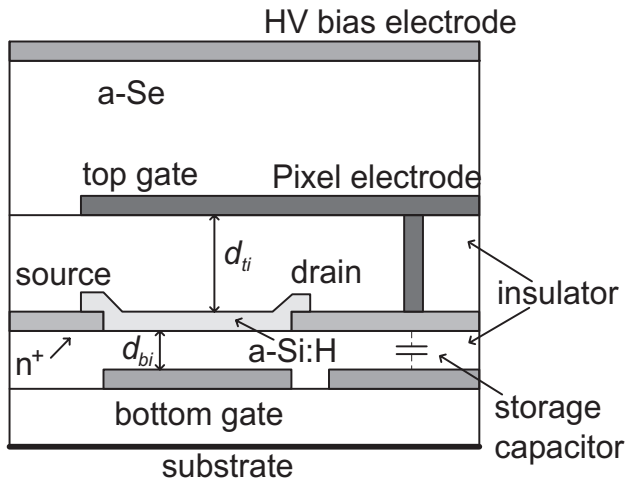 HV bias electrode
a-Se
top gate
Pixel electrode
d_ti
source
drain
insulator
n⁺
d_bi
a-Si:H
bottom gate
storage
capacitor
substrate